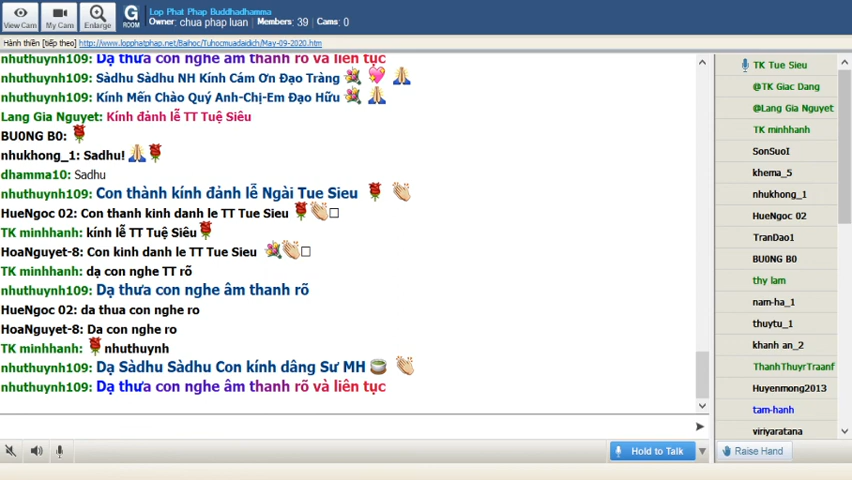 View Cam
My Cam
Enlarge
G
ROOM
Lop Phat Phap Buddhadhamma
Owner: chua phap luan Members: 39 Cams: 0
Hành thiền [tiếp theo] http://www.lopphatphap.net/Baihoc/Tuhocmuadaidich/May-09-2020.htm
nhuthuynh109: Dạ thưa con nghe âm thanh rõ và liên tục
nhuthuynh109: Sàdhu Sàdhu NH Kính Cám Ơn Đạo Tràng
nhuthuynh109: Kính Mến Chào Quý Anh-Chị-Em Đạo Hữu
Lang Gia Nguyet: Kính đảnh lễ TT Tuệ Siêu
BU0NG B0:
nhukhong_1: Sadhu!
dhamma10: Sadhu
nhuthuynh109: Con thành kính đảnh lễ Ngài Tue Sieu
HueNgoc 02: Con thanh kinh danh le TT Tue Sieu
TK minhhanh: kính lễ TT Tuệ Siêu
HoaNguyet-8: Con kinh danh le TT Tue Sieu
TK minhhanh: dạ con nghe TT rõ
nhuthuynh109: Dạ thưa con nghe âm thanh rõ
HueNgoc 02: da thua con nghe ro
HoaNguyet-8: Da con nghe ro
TK minhhanh: nhuthuynh
nhuthuynh109: Dạ Sàdhu Sàdhu Con kính dâng Sư MH
nhuthuynh109: Dạ thưa con nghe âm thanh rõ và liên tục
Hold to Talk
TK Tue Sieu
@TK Giac Dang
@Lang Gia Nguyet
TK minhhanh
SonSuoI
khema_5
nhukhong_1
HueNgoc 02
TranDao1
BU0NG B0
thy lam
nam-ha_1
thuytu_1
khanh an_2
ThanhThuyrTraanf
Huyenmong2013
tam-hanh
viriyaratana
Raise Hand